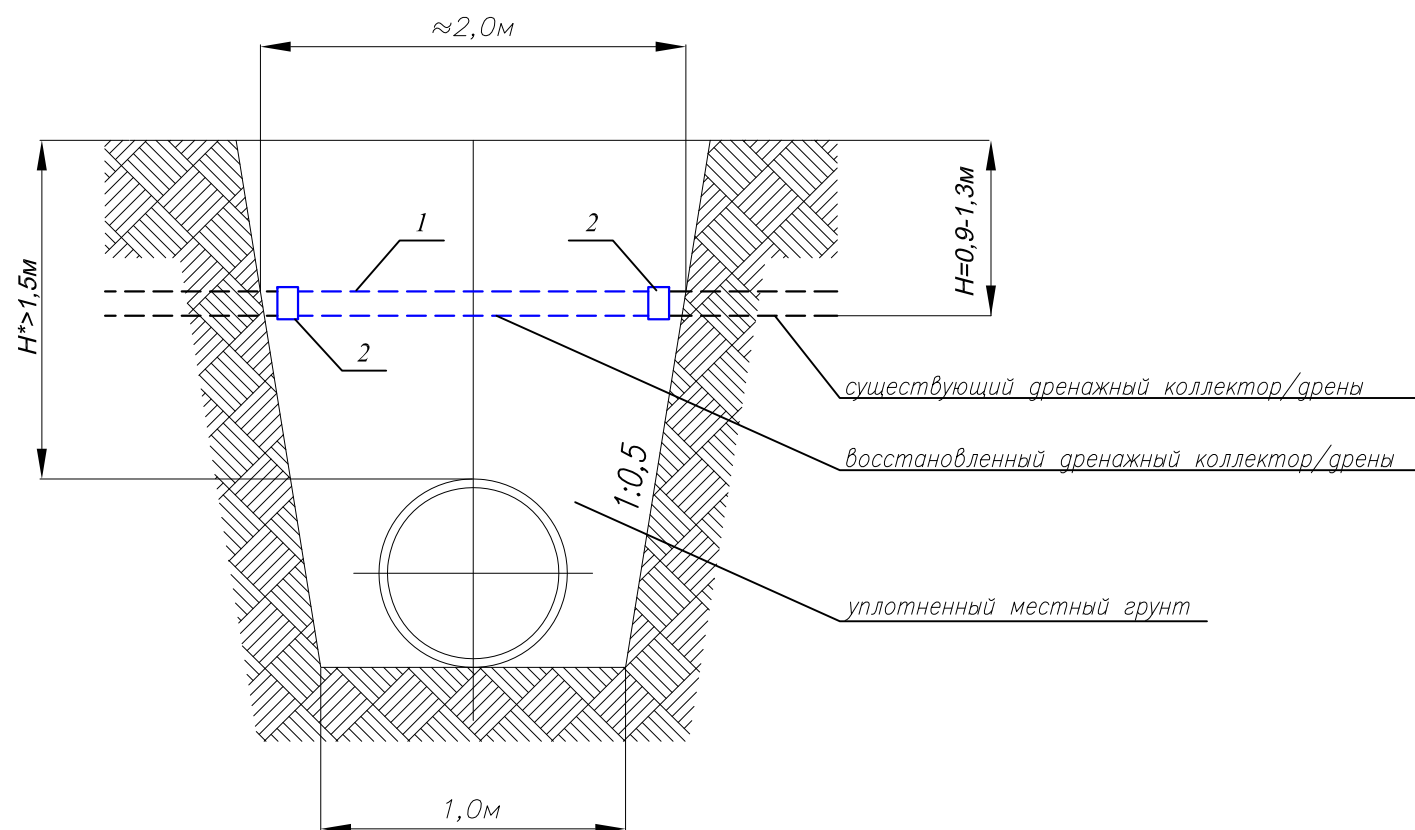 ≈2,0м
H*>1,5м
1
2
H=0,9-1,3м
2
существующий дренажный коллектор/дрены
восстановленный дренажный коллектор/дрены
1:0,5
уплотненный местный грунт
1,0м